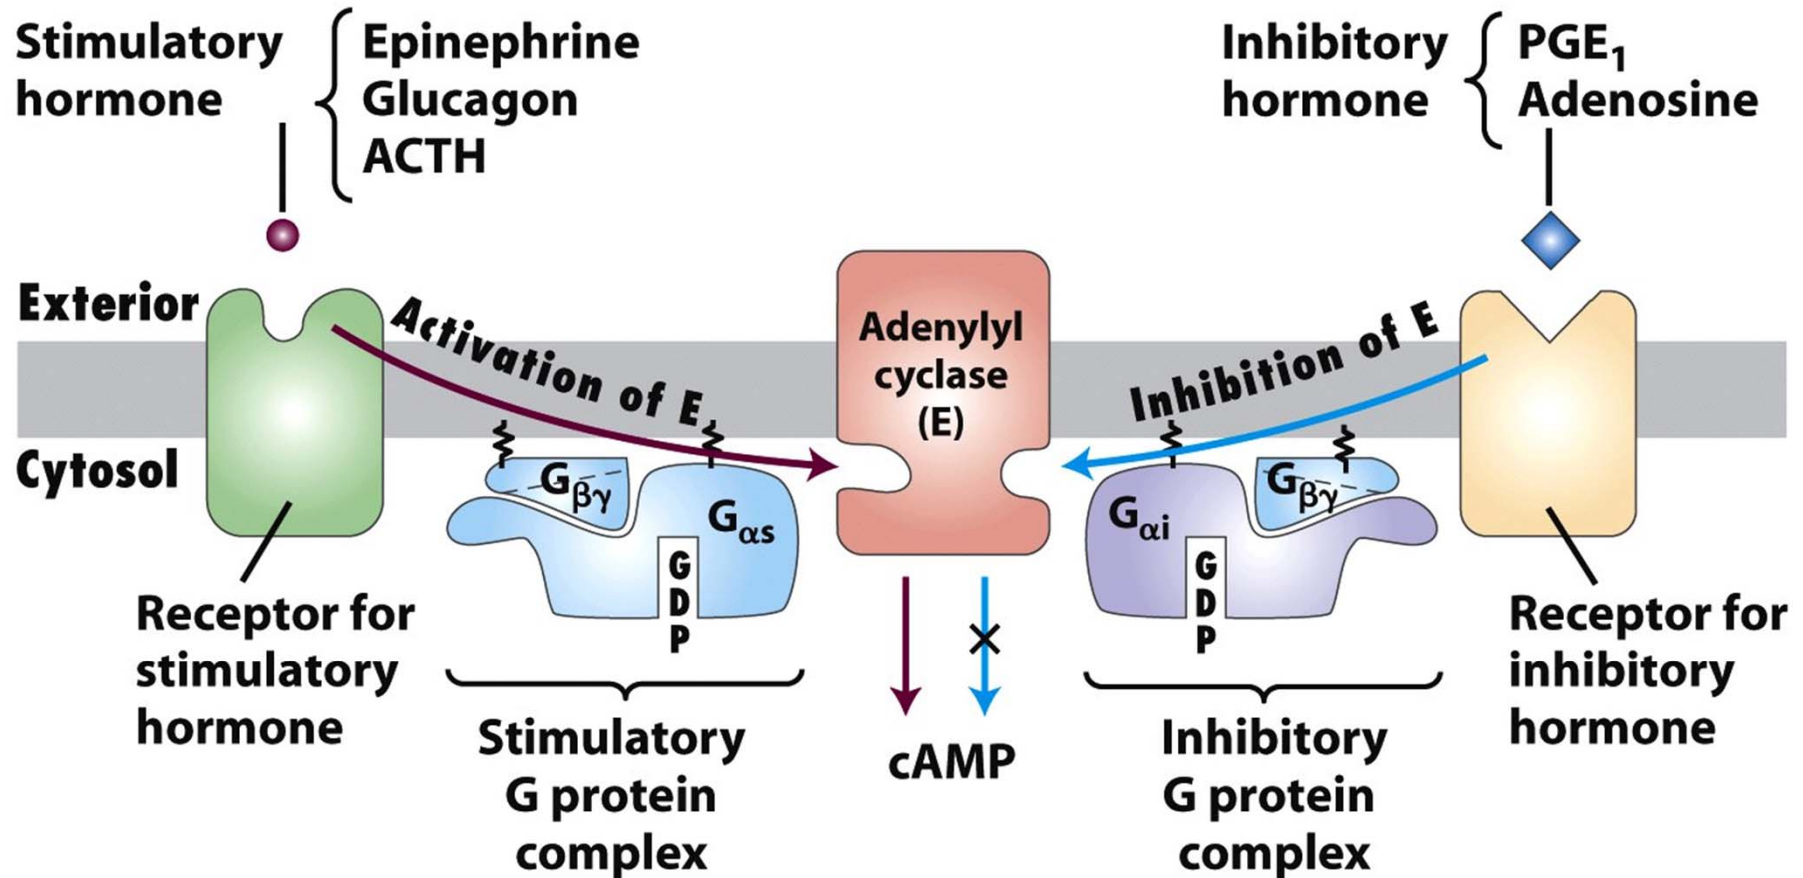 Stimulatory
hormone
Epinephrine
Glucagon
ACTH
Inhibitory
hormone
PGE₁
Adenosine
Exterior
Activation of E
Adenylyl
cyclase
(E)
Inhibition of E
Cytosol
Gβγ
Gαs
GDP
Gαi
Gβγ
GDP
Receptor for
stimulatory
hormone
Stimulatory
G protein
complex
cAMP
Inhibitory
G protein
complex
Receptor for
inhibitory
hormone